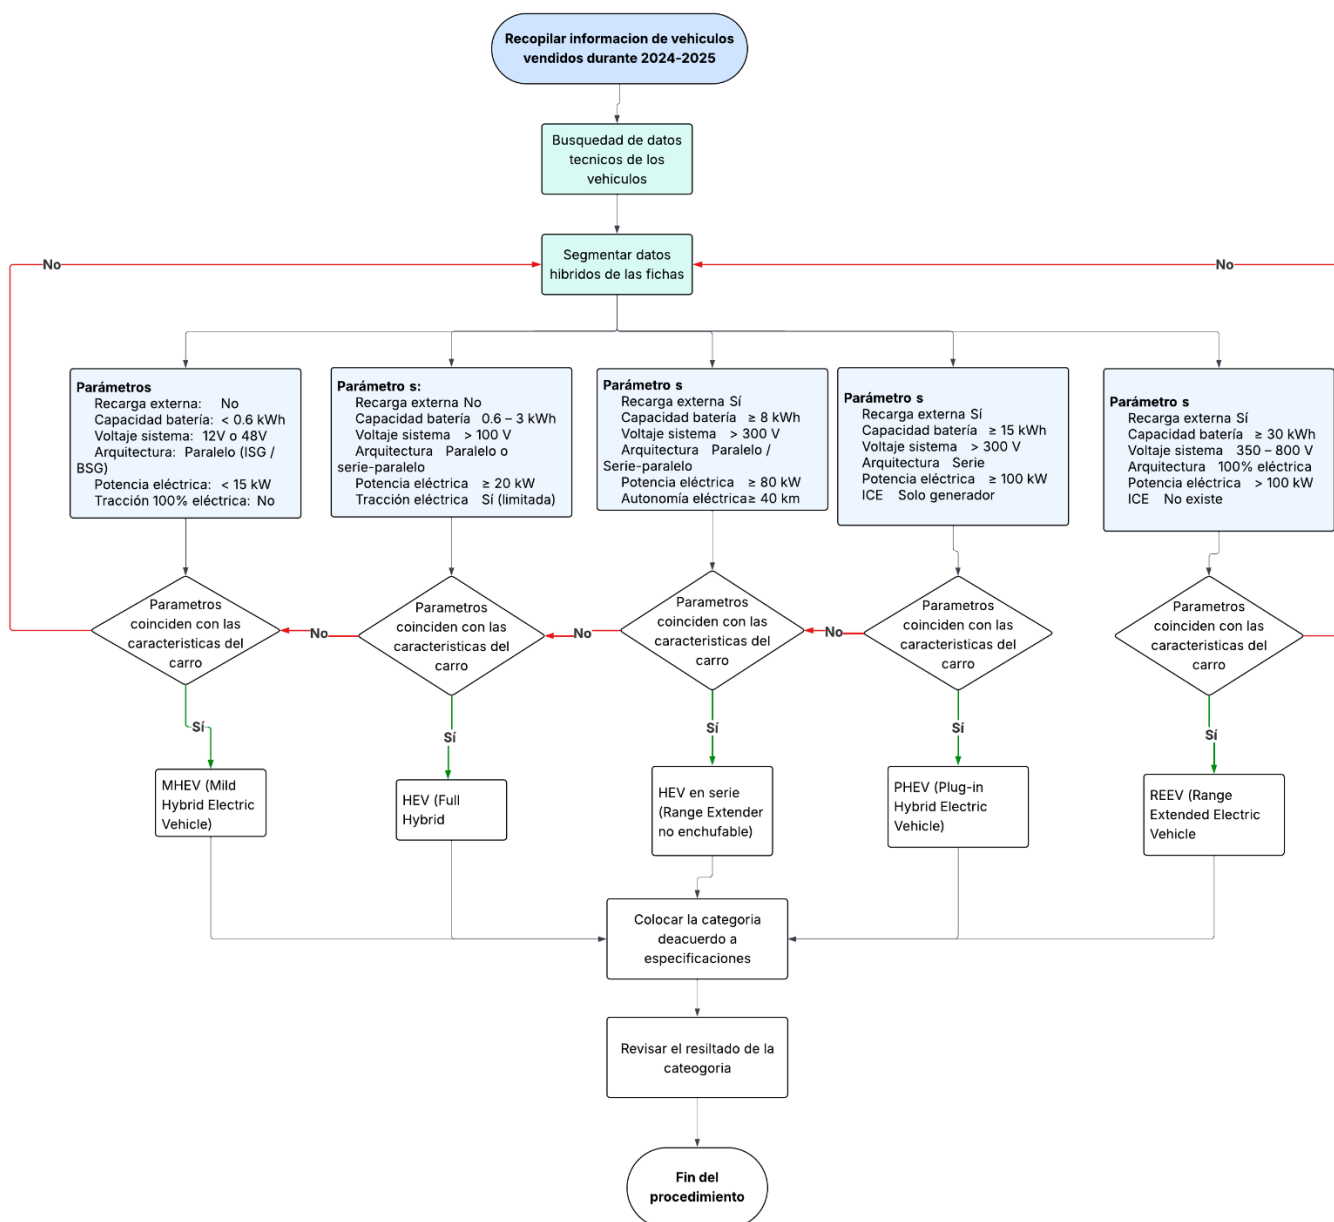 Recopilar informacion de vehiculos
vendidos durante 2024-2025
Busquedad de datos
tecnicos de los
vehiculos
Segmentar datos
hibridos de las fichas
No
No
Parámetros
Recarga externa: No
Capacidad batería: < 0.6 kWh
Voltaje sistema: 12V o 48V
Arquitectura: Paralelo (ISG /
BSG)
Potencia eléctrica: < 15 kW
Tracción 100% eléctrica: No
Parámetro s:
Recarga externa No
Capacidad batería 0.6 – 3 kWh
Voltaje sistema > 100 V
Arquitectura Paralelo o
serie-paralelo
Potencia eléctrica ≥ 20 kW
Tracción eléctrica Sí (limitada)
Parámetro s
Recarga externa Sí
Capacidad batería ≥ 8 kWh
Voltaje sistema > 300 V
Arquitectura Paralelo /
Serie-paralelo
Potencia eléctrica ≥ 80 kW
Autonomía eléctrica≥ 40 km
Parámetro s
Recarga externa Sí
Capacidad batería ≥ 15 kWh
Voltaje sistema > 300 V
Arquitectura Serie
Potencia eléctrica ≥ 100 kW
ICE Solo generador
Parámetro s
Recarga externa Sí
Capacidad batería ≥ 30 kWh
Voltaje sistema 350 – 800 V
Arquitectura 100% eléctrica
Potencia eléctrica > 100 kW
ICE No existe
Parametros
coinciden con las
caracteristicas del
carro
No
Parametros
coinciden con las
caracteristicas del
carro
No
Parametros
coinciden con las
caracteristicas del
carro
No
Parametros
coinciden con las
caracteristicas del
carro
Parametros
coinciden con las
caracteristicas del
carro
Sí
Sí
Sí
Sí
Sí
MHEV (Mild
Hybrid Electric
Vehicle)
HEV (Full
Hybrid
HEV en serie
(Range Extender
no enchufable)
PHEV (Plug-in
Hybrid Electric
Vehicle)
REEV (Range
Extended Electric
Vehicle
Colocar la categoria
deacuerdo a
especificaciones
Revisar el resiltado de la
cateogoria
Fin del
procedimiento